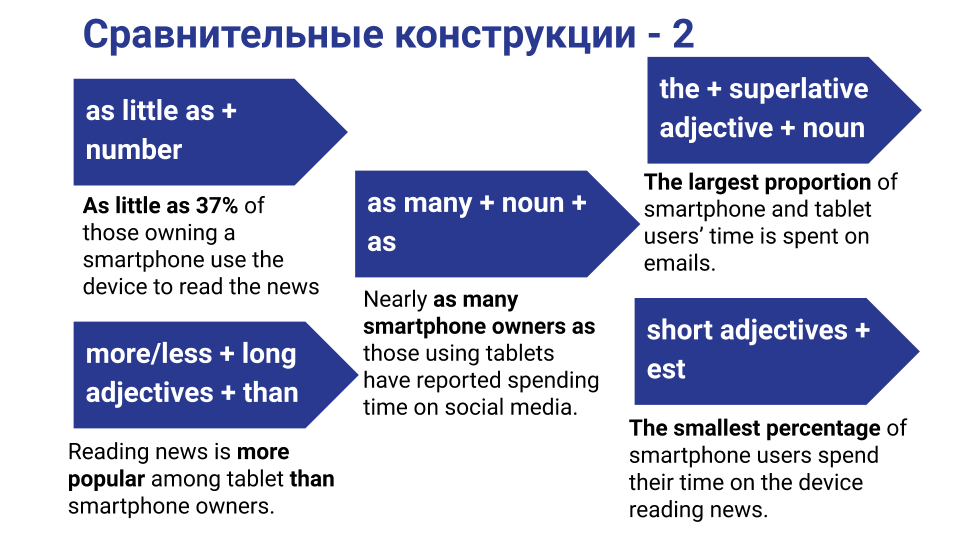 Сравнительные конструкции - 2
as little as +
number
As little as 37% of
those owning a
smartphone use the
device to read the news
more/less + long
adjectives + than
Reading news is more
popular among tablet than
smartphone owners.
as many + noun +
as
Nearly as many
smartphone owners as
those using tablets
have reported spending
time on social media.
the + superlative
adjective + noun
The largest proportion of
smartphone and tablet
users’ time is spent on
emails.
short adjectives +
est
The smallest percentage of
smartphone users spend
their time on the device
reading news.